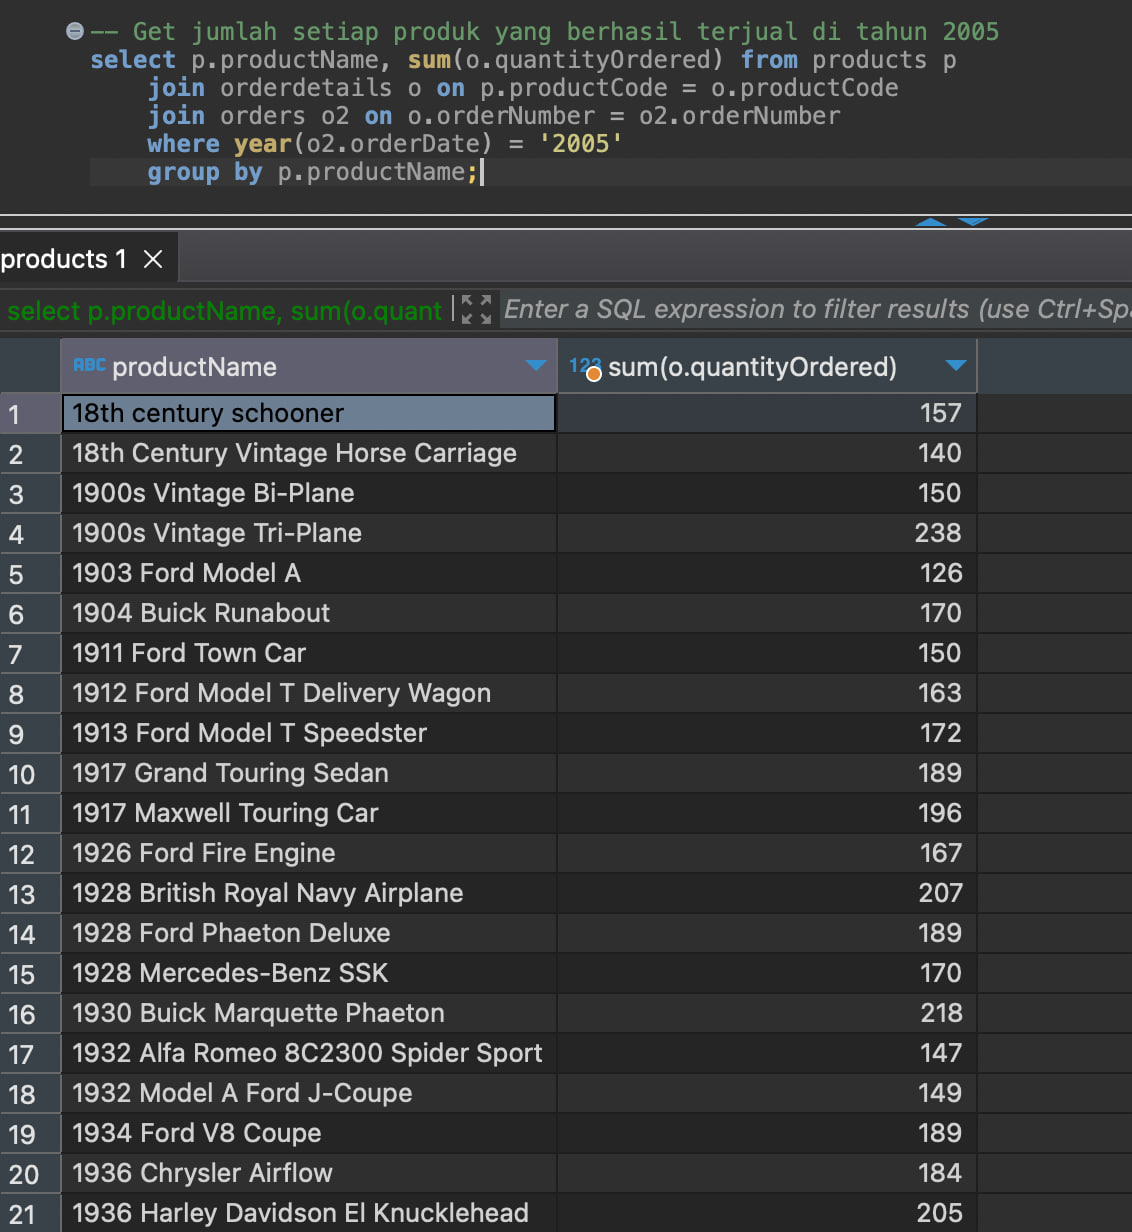 -- Get jumlah setiap produk yang berhasil terjual di tahun 2005
select p.productName, sum(o.quantityOrdered) from products p
join orderdetails o on p.productCode = o.productCode
join orders o2 on o.orderNumber = o2.orderNumber
where year(o2.orderDate) = '2005'
group by p.productName;
products 1
select p.productName, sum(o.quant Enter a SQL expression to filter results (use Ctrl+Spa
ABC productName 123 sum(o.quantityOrdered)
1 18th century schooner 157
2 18th Century Vintage Horse Carriage 140
3 1900s Vintage Bi-Plane 150
4 1900s Vintage Tri-Plane 238
5 1903 Ford Model A 126
6 1904 Buick Runabout 170
7 1911 Ford Town Car 150
8 1912 Ford Model T Delivery Wagon 163
9 1913 Ford Model T Speedster 172
10 1917 Grand Touring Sedan 189
11 1917 Maxwell Touring Car 196
12 1926 Ford Fire Engine 167
13 1928 British Royal Navy Airplane 207
14 1928 Ford Phaeton Deluxe 189
15 1928 Mercedes-Benz SSK 170
16 1930 Buick Marquette Phaeton 218
17 1932 Alfa Romeo 8C2300 Spider Sport 147
18 1932 Model A Ford J-Coupe 149
19 1934 Ford V8 Coupe 189
20 1936 Chrysler Airflow 184
21 1936 Harley Davidson El Knucklehead 205